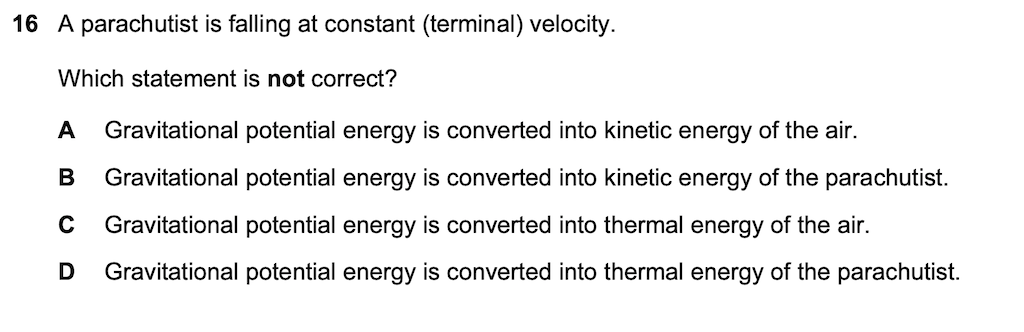 16 A parachutist is falling at constant (terminal) velocity.
Which statement is not correct?
A Gravitational potential energy is converted into kinetic energy of the air.
B Gravitational potential energy is converted into kinetic energy of the parachutist.
C Gravitational potential energy is converted into thermal energy of the air.
D Gravitational potential energy is converted into thermal energy of the parachutist.